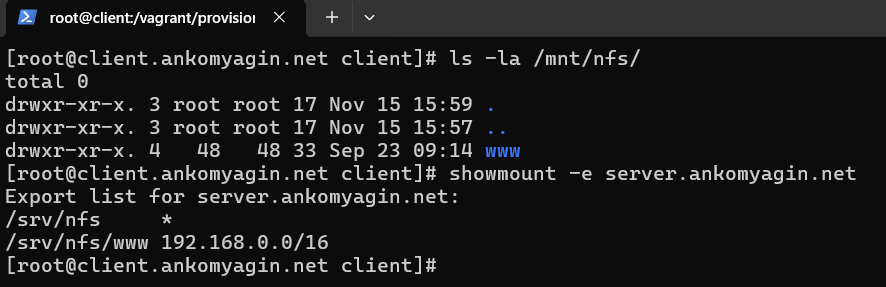 root@client:/vagrant/provision
[root@client.ankomyagin.net client]# ls -la /mnt/nfs/
total 0
drwxr-xr-x. 3 root root 17 Nov 15 15:59 .
drwxr-xr-x. 3 root root 17 Nov 15 15:57 ..
drwxr-xr-x. 4   48   48 33 Sep 23 09:14 www
[root@client.ankomyagin.net client]# showmount -e server.ankomyagin.net
Export list for server.ankomyagin.net:
/srv/nfs     *
/srv/nfs/www 192.168.0.0/16
[root@client.ankomyagin.net client]#